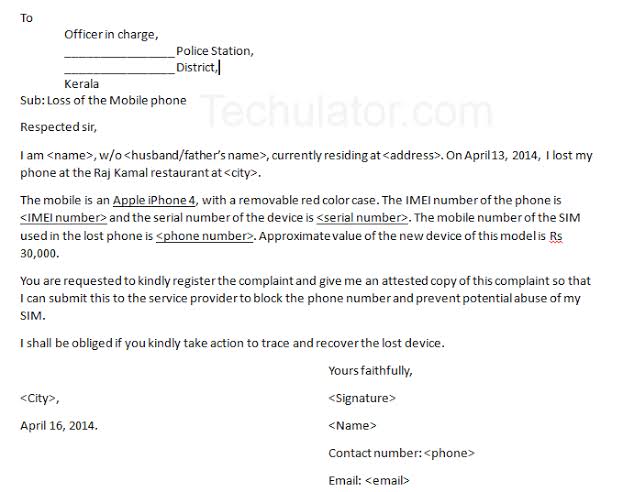 To
Officer in charge,
__________________ Police Station,
__________________ District,
Kerala
Sub: Loss of the Mobile phone
Techulator.com
Respected sir,
I am <name>, w/o <husband/father's name>, currently residing at <address>. On April 13, 2014, I lost my
phone at the Raj Kamal restaurant at <city>.
The mobile is an Apple iPhone 4, with a removable red color case. The IMEI number of the phone is
<IMEI number> and the serial number of the device is <serial number>. The mobile number of the SIM
used in the lost phone is <phone number>. Approximate value of the new device of this model is Rs
30,000.
You are requested to kindly register the complaint and give me an attested copy of this complaint so that
I can submit this to the service provider to block the phone number and prevent potential abuse of my
SIM.
I shall be obliged if you kindly take action to trace and recover the lost device.
Yours faithfully,
<City>, <Signature>
April 16, 2014. <Name>
Contact number: <phone>
Email: <email>